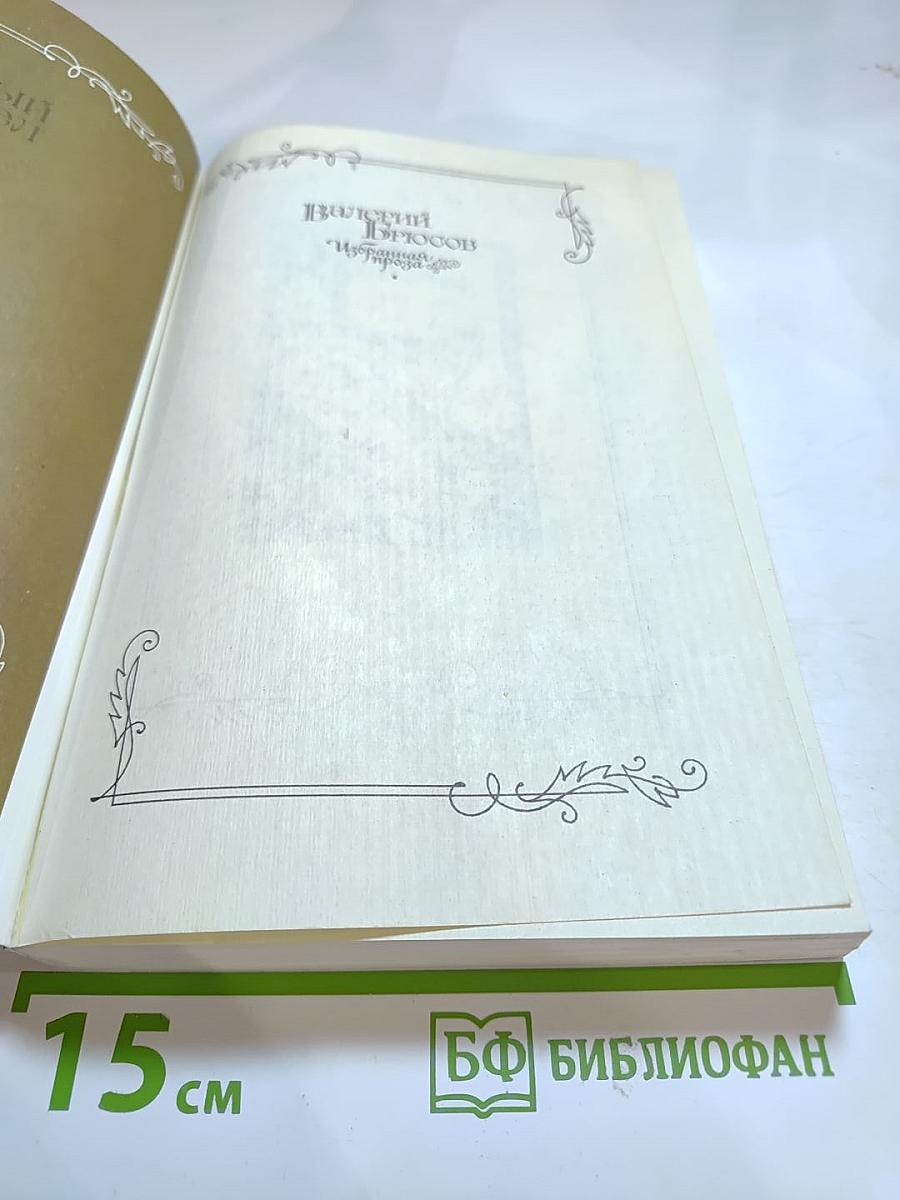 Валерий
Брюсов
Избранная
проза
15 см
БФ БИБЛИОФАН